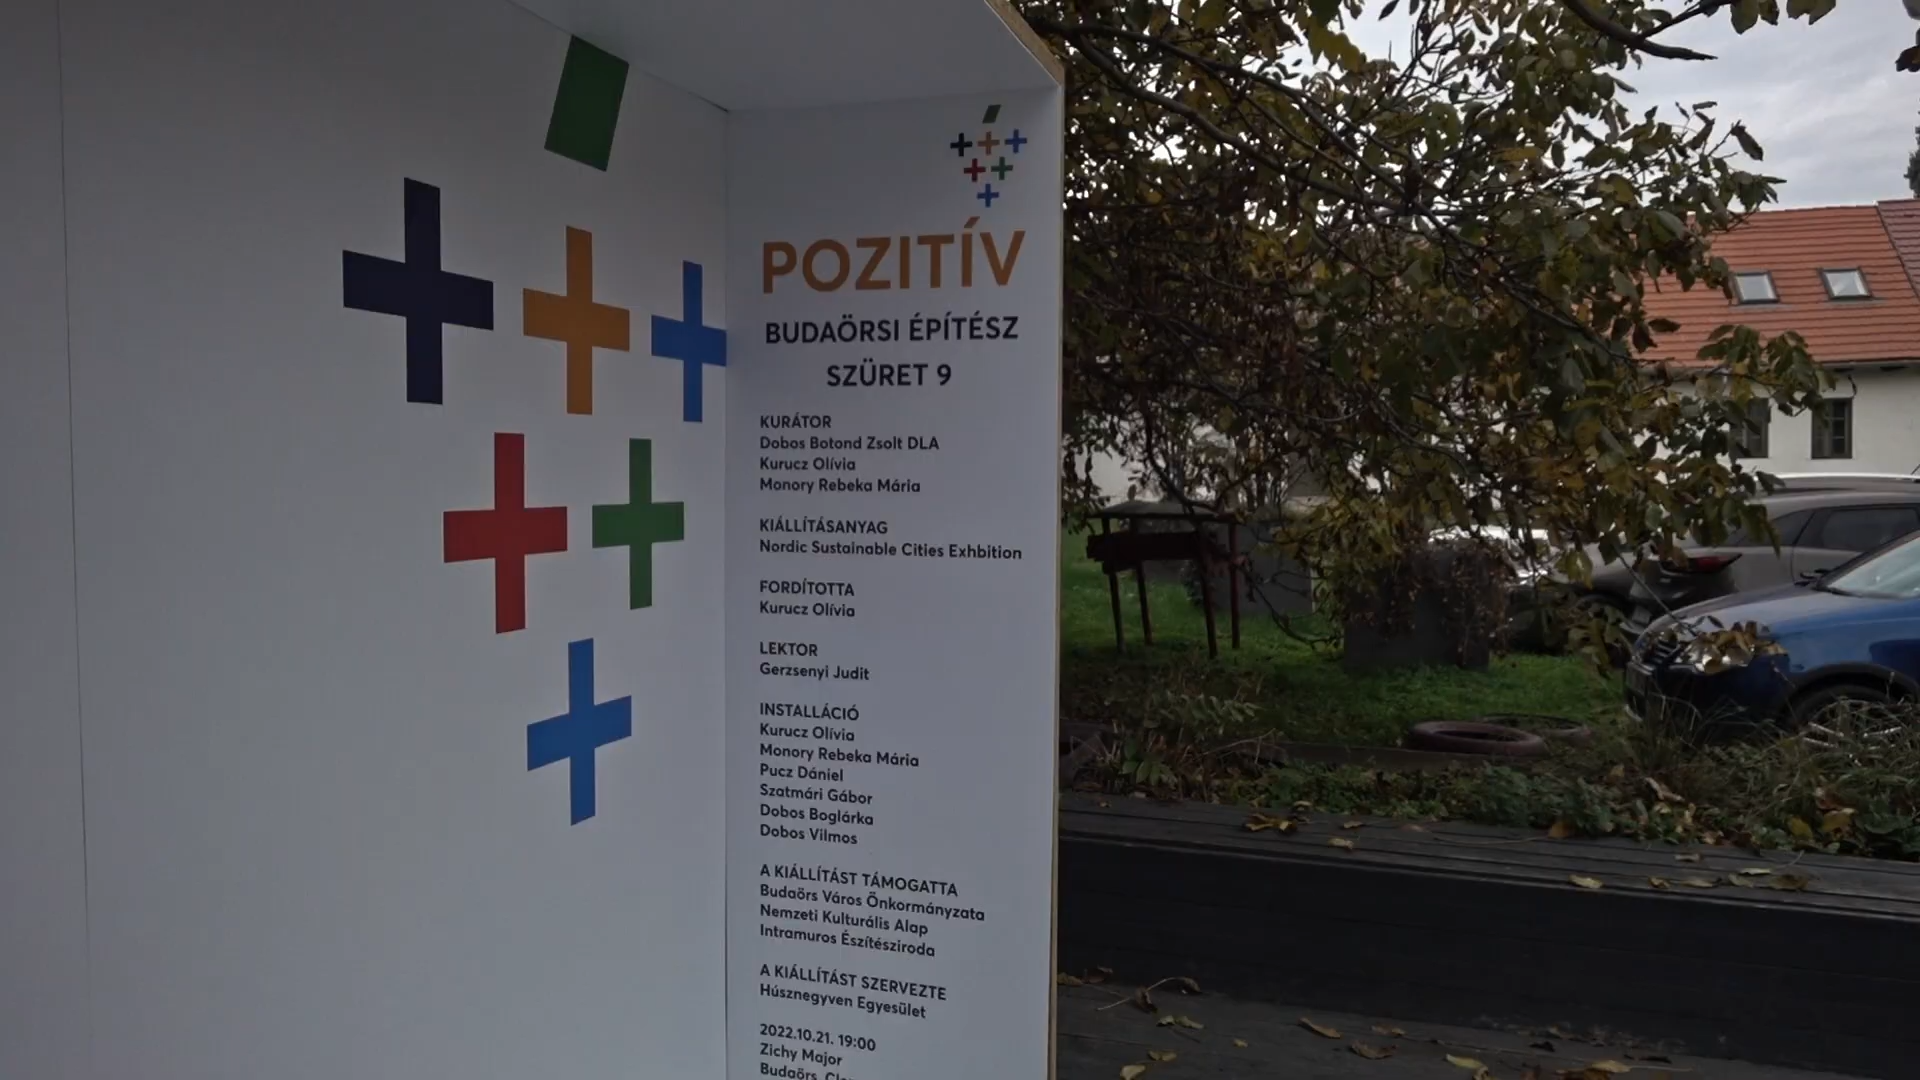 POZITÍV
BUDAÖRSI ÉPÍTÉSZ
SZÜRET 9
KURÁTOR
Dobos Botond Zsolt DLA
Kurucz Olívia
Monory Rebeka Mária
KIÁLLÍTÁSANYAG
Nordic Sustainable Cities Exhbition
FORDÍTOTTA
Kurucz Olívia
LEKTOR
Gerzsenyi Judit
INSTALLÁCIÓ
Kurucz Olívia
Monory Rebeka Mária
Pucz Dániel
Szatmári Gábor
Dobos Boglárka
Dobos Vilmos
A KIÁLLÍTÁST TÁMOGATTA
Budaörs Város Önkormányzata
Nemzeti Kulturális Alap
Intramuros Észítésziroda
A KIÁLLÍTÁST SZERVEZTE
Húsznegyven Egyesület
2022.10.21. 19:00
Zichy Major
Budaörs,